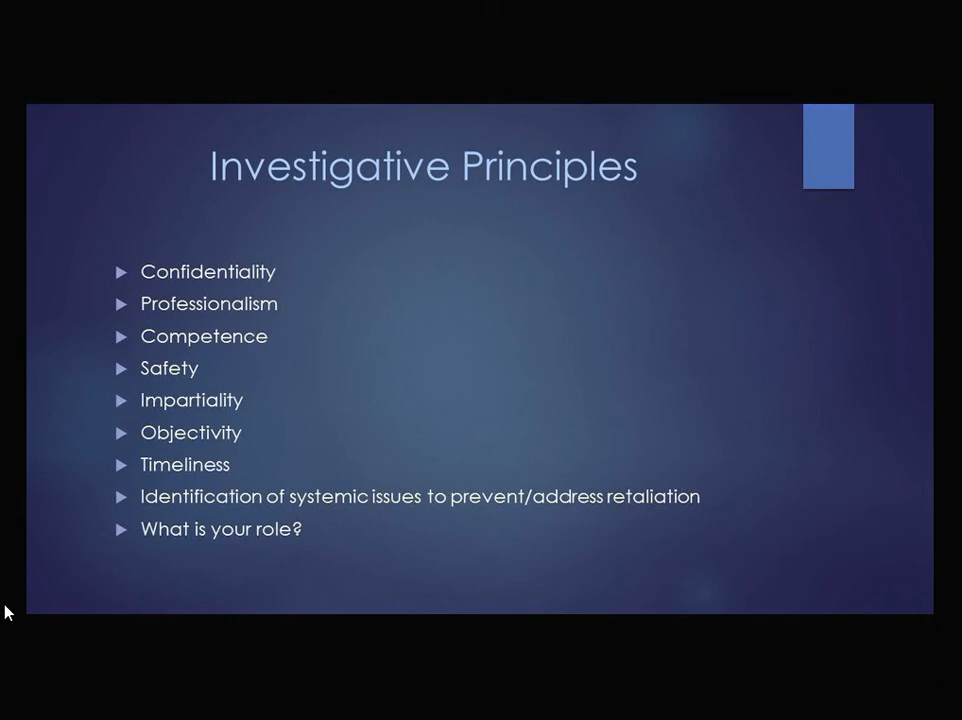 Investigative Principles
Confidentiality
Professionalism
Competence
Safety
Impartiality
Objectivity
Timeliness
Identification of systemic issues to prevent/address retaliation
What is your role?